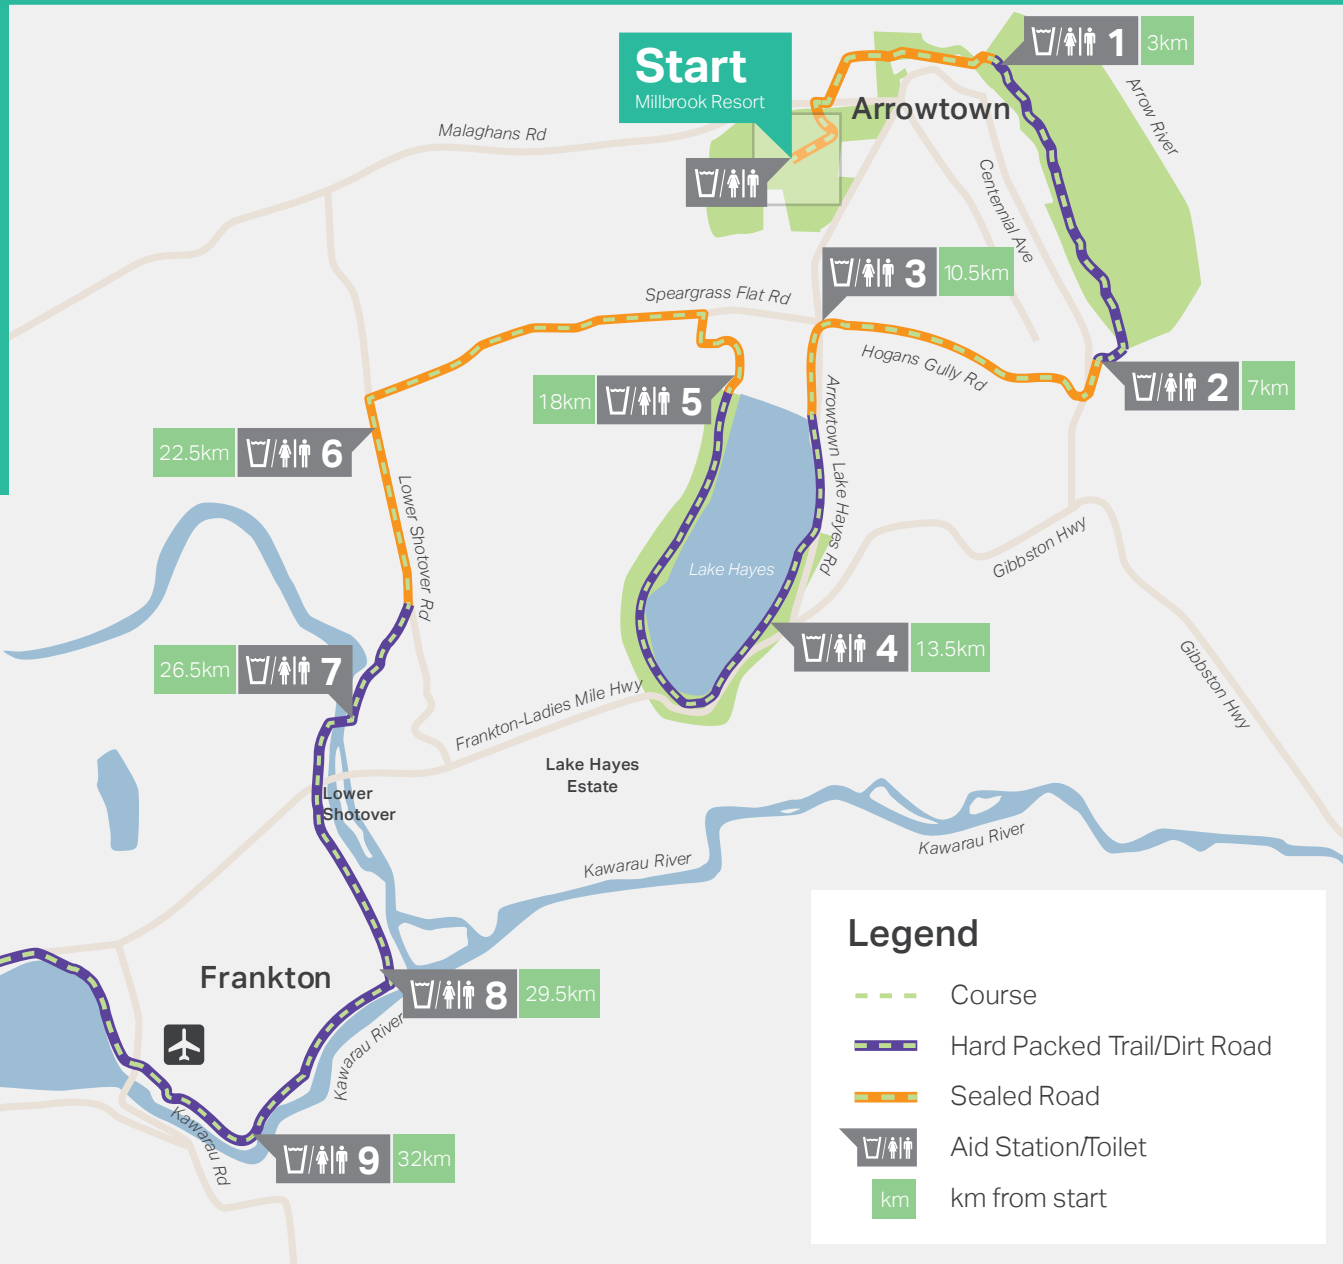 Start
Millbrook Resort
1
3km
Arrowtown
Malaghans Rd
Arrow River
Centennial Ave
3
10.5km
Speargrass Flat Rd
Hogans Gully Rd
2
7km
18km
5
Arrowtown Lake Hayes Rd
22.5km
6
Lower Shotover Rd
Gibbston Hwy
Lake Hayes
4
13.5km
26.5km
7
Gibbston Hwy
Frankton-Ladies Mile Hwy
Lake Hayes
Estate
Lower
Shotover
Kawarau River
Kawarau River
Frankton
8
29.5km
Kawarau River
Kawarau Rd
9
32km
Legend
Course
Hard Packed Trail/Dirt Road
Sealed Road
Aid Station/Toilet
km
km from start